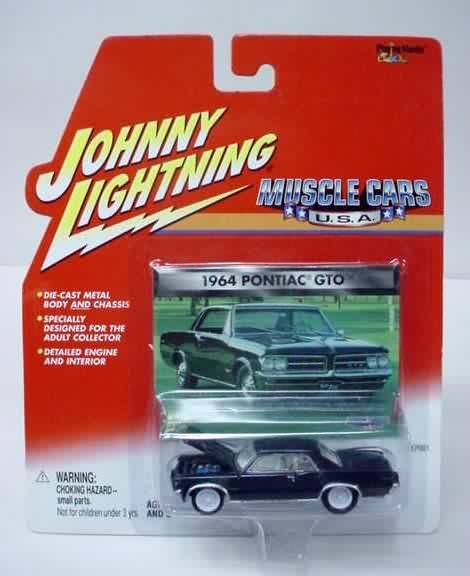 Playing Mantis
JOHNNY
LIGHTNING
MUSCLE CARS
U.S.A.
1964 PONTIAC GTO
DIE-CAST METAL
BODY AND CHASSIS
SPECIALLY
DESIGNED FOR THE
ADULT COLLECTOR
DETAILED ENGINE
AND INTERIOR
WARNING:
CHOKING HAZARD--
small parts.
Not for children under 3 yrs.
AND